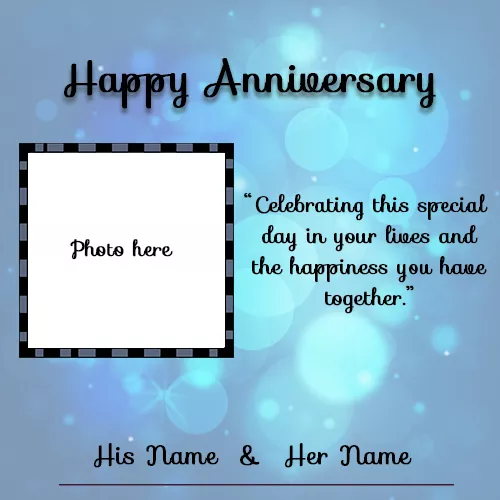 Happy Anniversary
Photo here
“Celebrating this special
day in your lives and
the happiness you have
together.”
His Name & Her Name